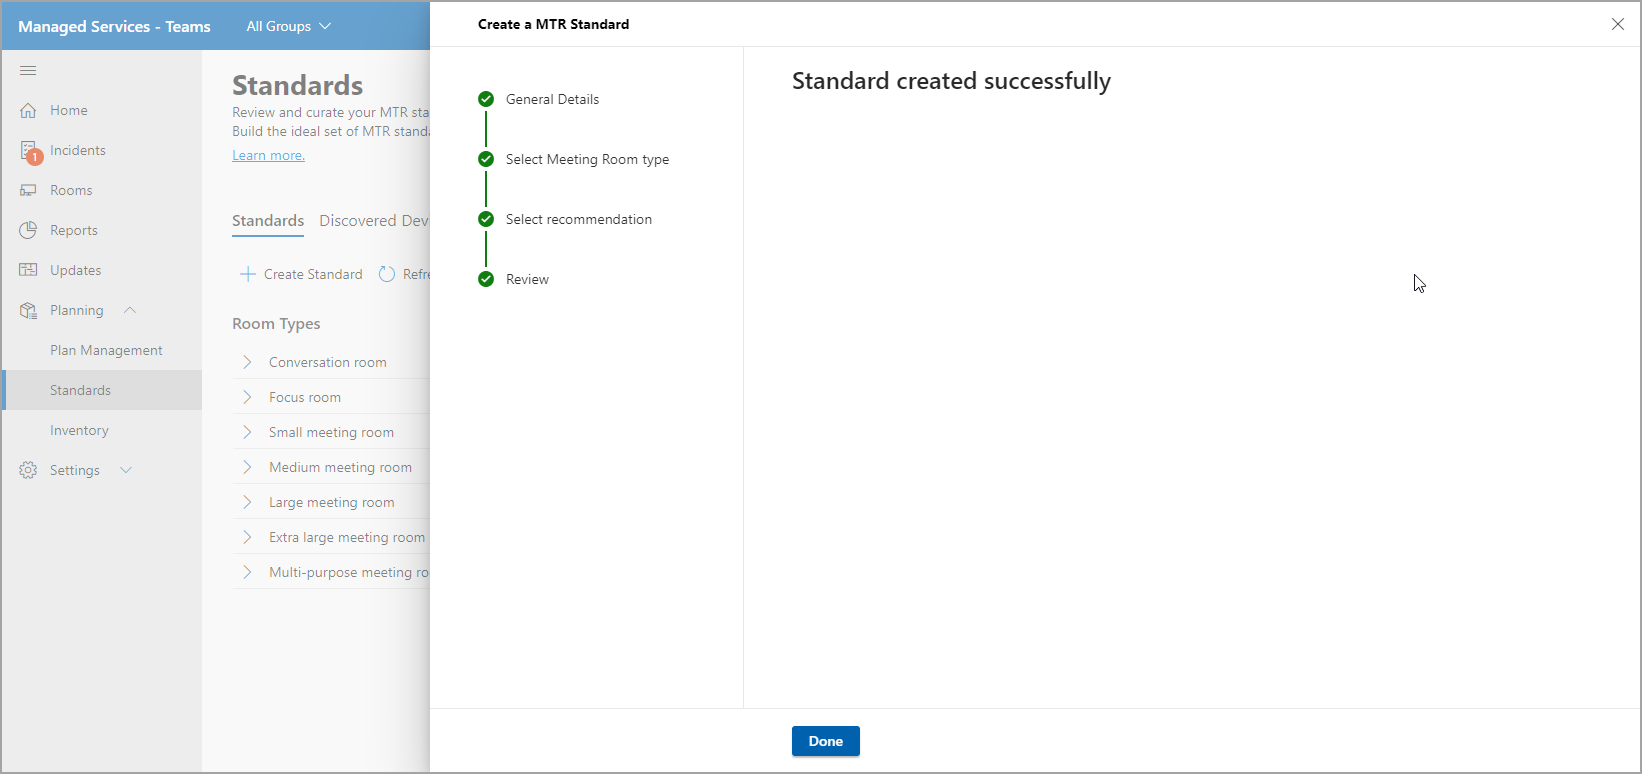 Managed Services - Teams
All Groups
Home
1
Incidents
Rooms
Reports
Updates
Planning
Plan Management
Standards
Inventory
Settings
Standards
Review and curate your MTR sta
Build the ideal set of MTR standa
Learn more.
Standards
Discovered Dev
Create Standard
Refre
Room Types
Conversation room
Focus room
Small meeting room
Medium meeting room
Large meeting room
Extra large meeting room
Multi-purpose meeting ro
Create a MTR Standard
General Details
Select Meeting Room type
Select recommendation
Review
Standard created successfully
Done